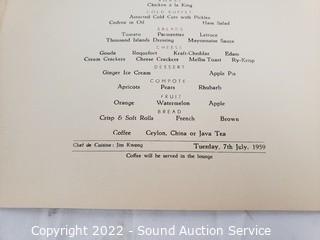 Chicken à la King
COLD BUFFET
Assorted Cold Cuts with Pickles
in Oil Ham Salad
SALADS
Tomato Lettuce
Thousand Islands Dressing Mayonnaise Sauce
CHEESE
Gouda Roquefort Kraft-Cheddar Edam
Cream Crackers Cheese Crackers Melba Toast Ry-Krisp
DESSERT
Ginger Ice Cream Apple Pie
COMPOTE
Apricots Pears Rhubarb
FRUIT
Orange Watermelon Apple
BREAD
Crisp & Soft Rolls French Brown
Coffee Ceylon, China or Java Tea
Chef de Cuisine: Jim Kwong Tuesday, 7th July, 1959
Coffee will be served in the lounge
Copyright 2022 - Sound Auction Service